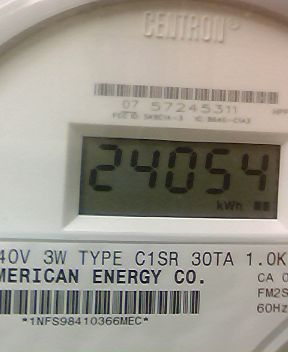 CENTRON®
07 57245311
24054
kWh
40V 3W TYPE C1SR 30TA 1.0K
MERICAN ENERGY CO.
CA 0
FM2S
60Hz
*1NFS98410366MEC*